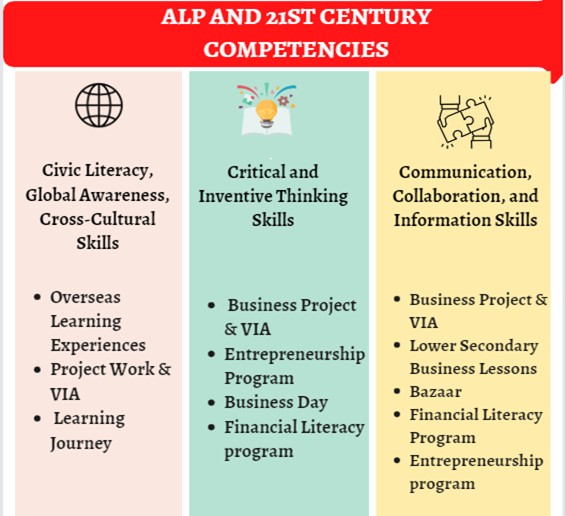 ALP AND 21ST CENTURY
COMPETENCIES
Civic Literacy,
Global Awareness,
Cross-Cultural
Skills
• Overseas
Learning
Experiences
• Project Work &
VIA
• Learning
Journey
Critical and
Inventive Thinking
Skills
• Business Project
& VIA
• Entrepreneurship
Program
• Business Day
• Financial Literacy
program
Communication,
Collaboration, and
Information Skills
• Business Project &
VIA
• Lower Secondary
Business Lessons
• Bazaar
• Financial Literacy
Program
• Entrepreneurship
program